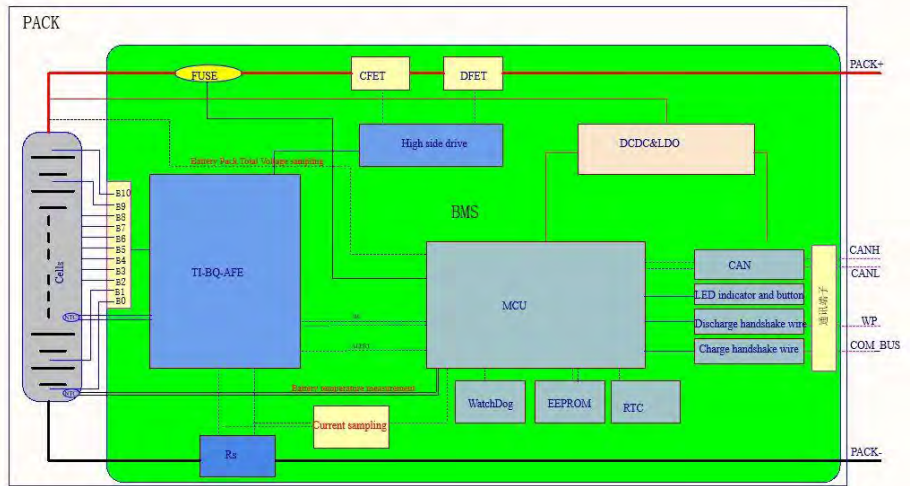 PACK
PACK+
FUSE
CFET
DFET
High side drive
DCDC&LDO
Battery Pack Total Voltage sampling
B10
B9
B8
B7
B6
B5
B4
B3
B2
B1
B0
Cells
TI-BQ-AFE
BMS
MCU
CAN
CANH
CANL
LED indicator and button
Discharge handshake wire
WP
Charge handshake wire
COM_BUS
通讯端子
Battery temparature measurement
WatchDog
EEPROM
RTC
Current sampling
Rs
PACK-